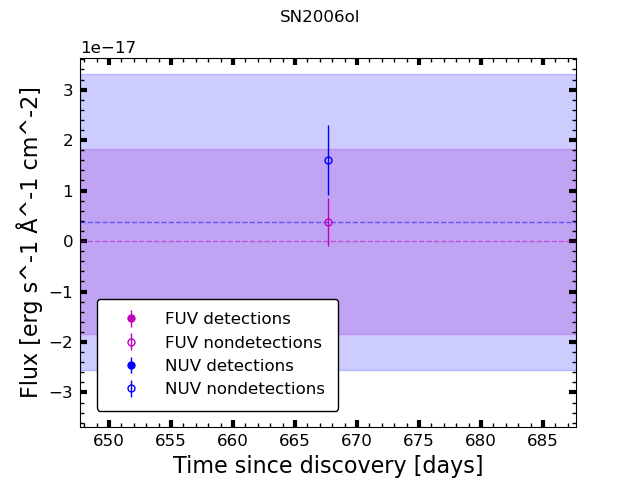 SN2006ol
1e−17
3
2
1
0
−1
−2
−3
Flux [erg s^-1 Å^-1 cm^-2]
FUV detections
FUV nondetections
NUV detections
NUV nondetections
650 655 660 665 670 675 680 685
Time since discovery [days]